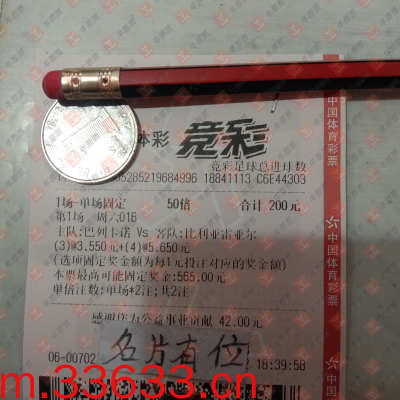 体彩 竞彩
竞彩足球总进球数
85219684996 18841113 C6E44303
1场-单场固定 50倍 合计 200元
第1场 周六016
主队:巴列卡诺 Vs 客队:比利亚雷亚尔
(3)@3.550元+(4)@5.650元
(选项固定奖金额为每1元投注对应的奖金额)
本票最高可能固定奖金:565.00元
单倍注数:单场*2注;共2注
感谢您为公益事业贡献 42.00元
名片有位
06-00702 18:39:58
m.33633.cn
中国体育彩票
中国体育彩票